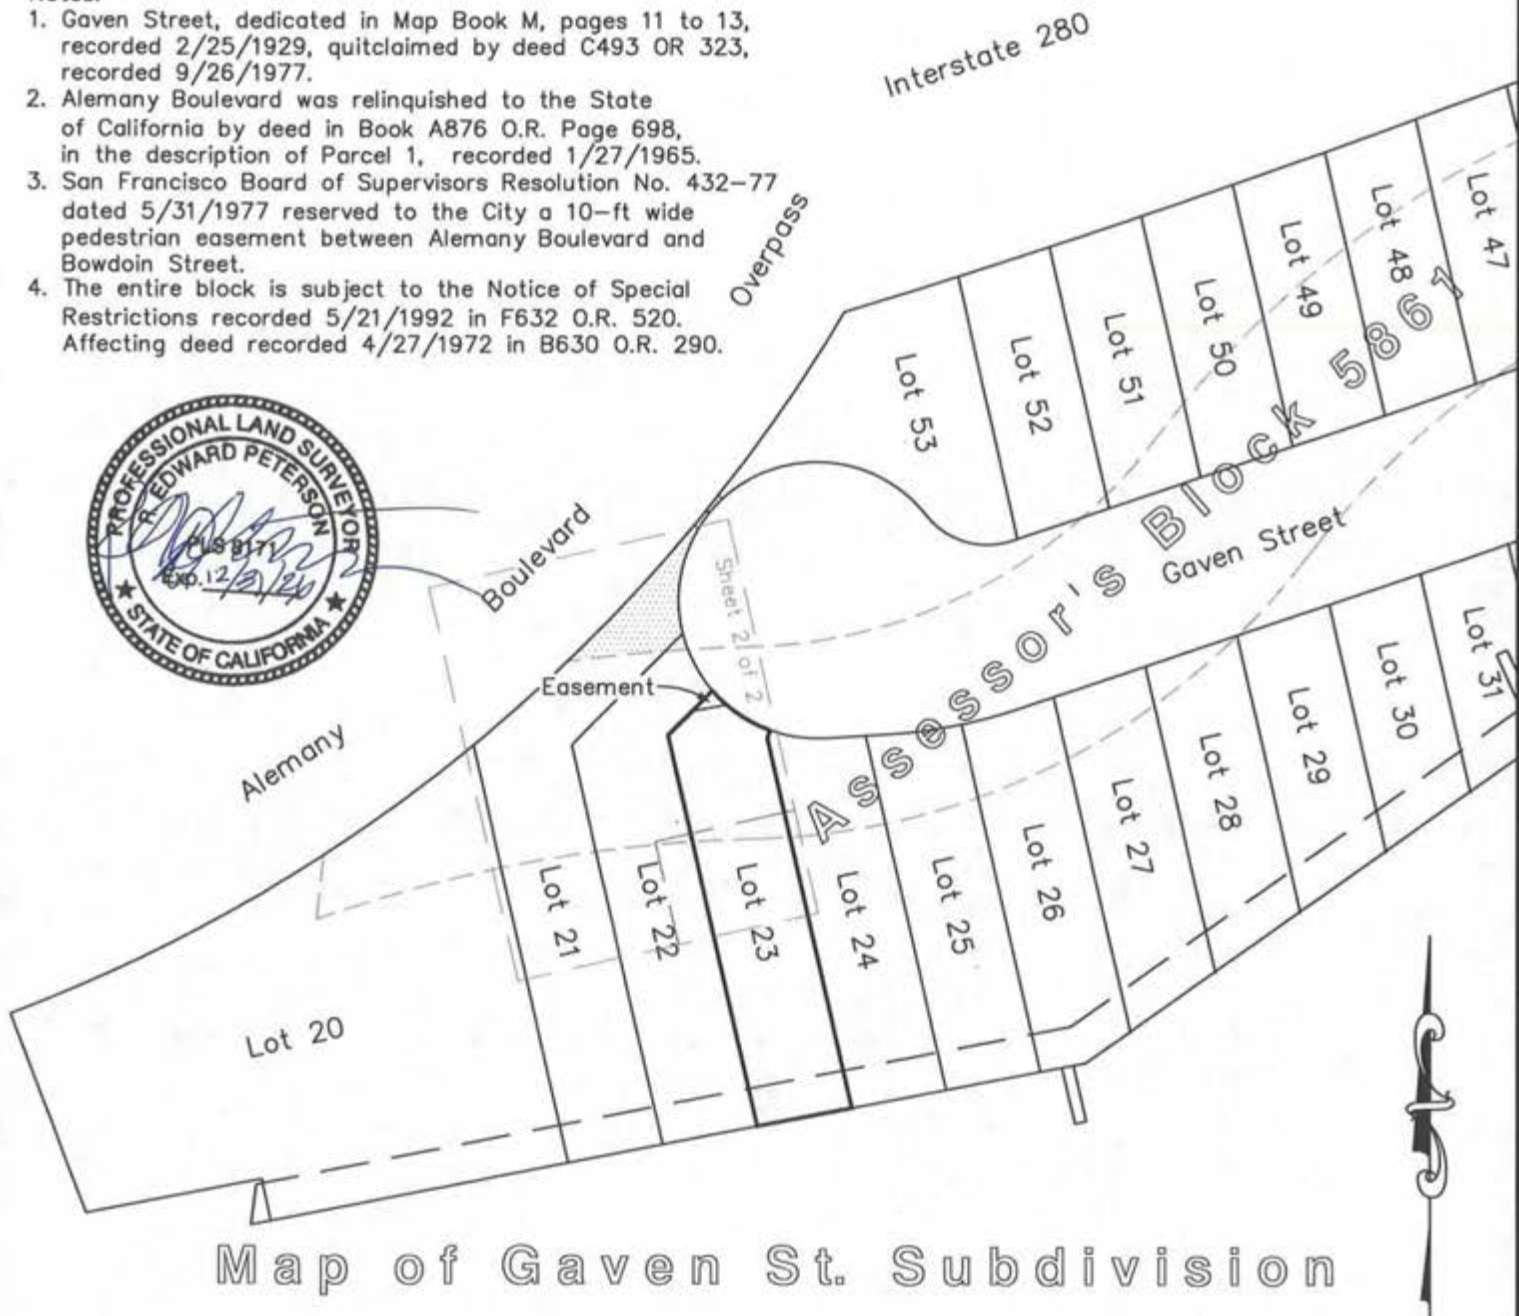 1. Gaven Street, dedicated in Map Book M, pages 11 to 13,
recorded 2/25/1929, quitclaimed by deed C493 OR 323,
recorded 9/26/1977.
2. Alemany Boulevard was relinquished to the State
of California by deed in Book A876 O.R. Page 698,
in the description of Parcel 1, recorded 1/27/1965.
3. San Francisco Board of Supervisors Resolution No. 432-77
dated 5/31/1977 reserved to the City a 10-ft wide
pedestrian easement between Alemany Boulevard and
Bowdoin Street.
4. The entire block is subject to the Notice of Special
Restrictions recorded 5/21/1992 in F632 O.R. 520.
Affecting deed recorded 4/27/1972 in B630 O.R. 290.
Interstate 280
Overpass
PROFESSIONAL LAND SURVEYOR
R. EDWARD PETERSON
PLS 9171
Exp. 12/31/24
STATE OF CALIFORNIA
Lot 53
Lot 52
Lot 51
Lot 50
Lot 49
Lot 48
Lot 47
Assessor's Block 5861
Gaven Street
Alemany
Boulevard
Sheet 2 of 2
Easement
Lot 20
Lot 21
Lot 22
Lot 23
Lot 24
Lot 25
Lot 26
Lot 27
Lot 28
Lot 29
Lot 30
Lot 31
Map of Gaven St. Subdivision